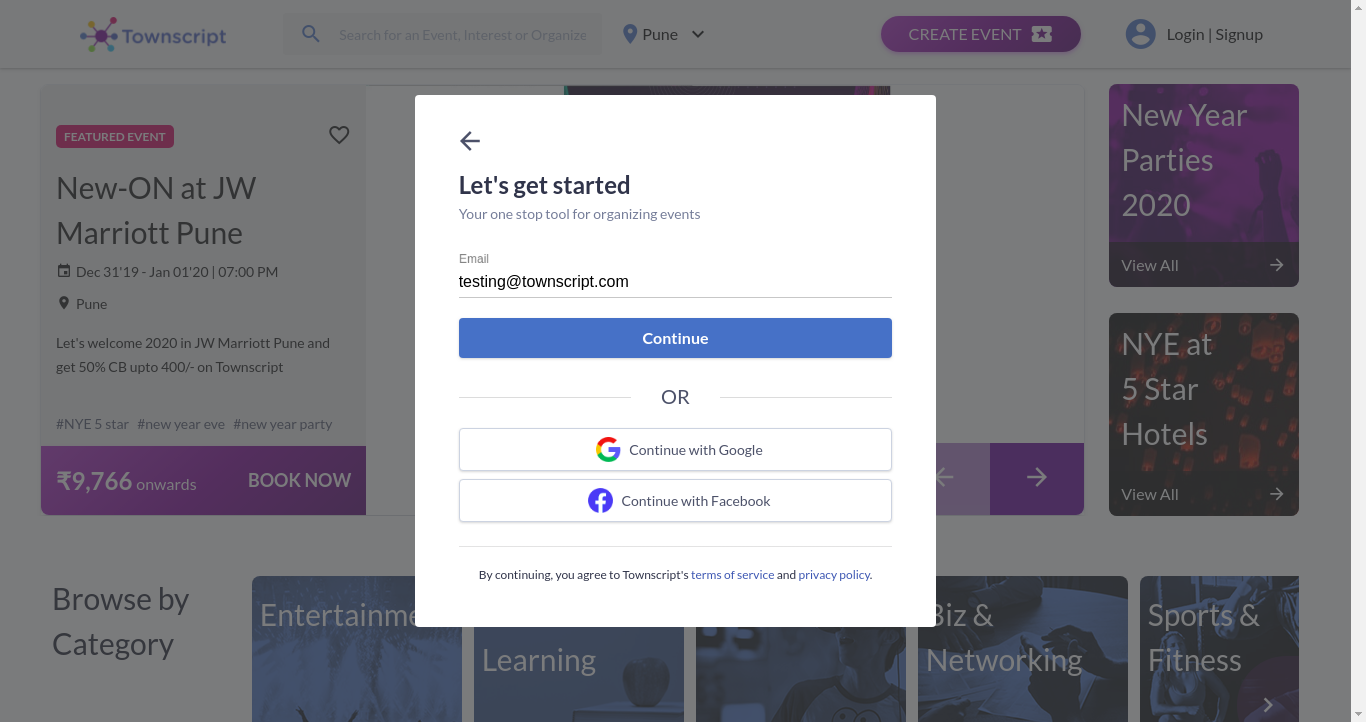 Townscript
Search for an Event, Interest or Organize
Pune
CREATE EVENT
Login | Signup
FEATURED EVENT
New-ON at JW
Marriott Pune
Dec 31'19 - Jan 01'20 | 07:00 PM
Pune
Let's welcome 2020 in JW Marriott Pune and
get 50% CB upto 400/- on Townscript
#NYE 5 star #new year eve #new year party
₹9,766 onwards
BOOK NOW
Let's get started
Your one stop tool for organizing events
Email
testing@townscript.com
Continue
OR
Continue with Google
Continue with Facebook
By continuing, you agree to Townscript's terms of service and privacy policy.
New Year
Parties
2020
View All
NYE at
5 Star
Hotels
View All
Browse by
Category
Entertainme
Learning
Biz &
Networking
Sports &
Fitness